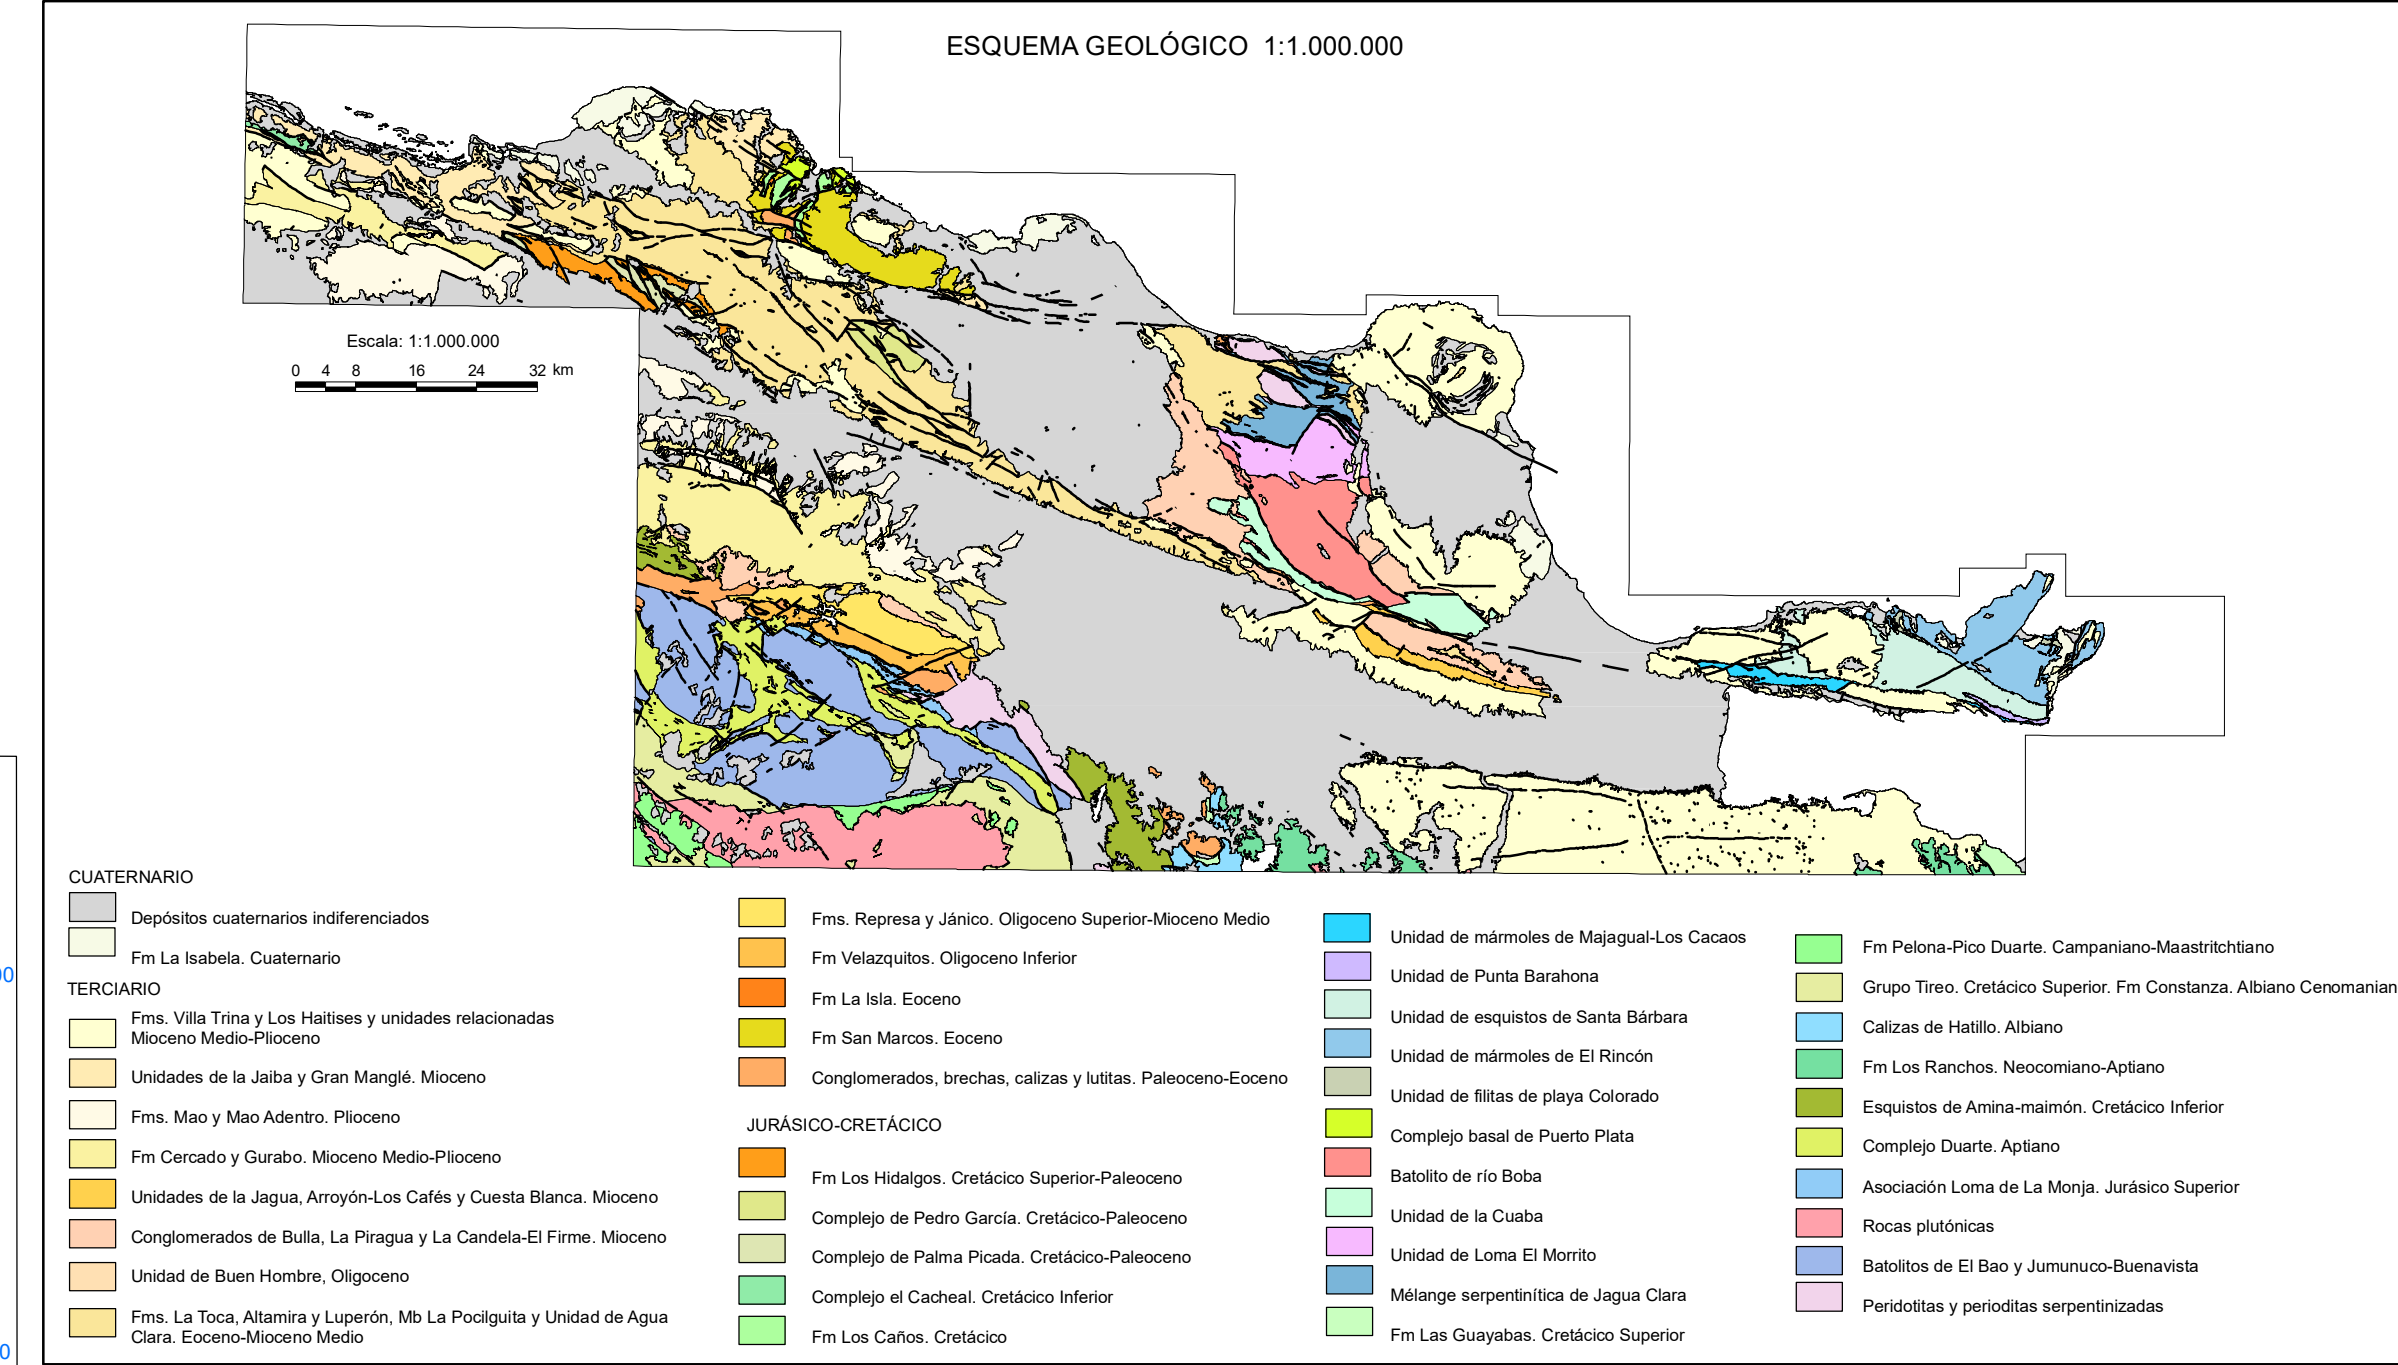 ESQUEMA GEOLÓGICO 1:1.000.000
Escala: 1:1.000.000
0 4 8 16 24 32 km
CUATERNARIO
Depósitos cuaternarios indiferenciados
Fm La Isabela. Cuaternario
TERCIARIO
Fms. Villa Trina y Los Haitises y unidades relacionadas
Mioceno Medio-Plioceno
Unidades de la Jaiba y Gran Manglé. Mioceno
Fms. Mao y Mao Adentro. Plioceno
Fm Cercado y Gurabo. Mioceno Medio-Plioceno
Unidades de la Jagua, Arroyón-Los Cafés y Cuesta Blanca. Mioceno
Conglomerados de Bulla, La Piragua y La Candela-El Firme. Mioceno
Unidad de Buen Hombre, Oligoceno
Fms. La Toca, Altamira y Luperón, Mb La Pocilguita y Unidad de Agua
Clara. Eoceno-Mioceno Medio
Fms. Represa y Jánico. Oligoceno Superior-Mioceno Medio
Fm Velazquitos. Oligoceno Inferior
Fm La Isla. Eoceno
Fm San Marcos. Eoceno
Conglomerados, brechas, calizas y lutitas. Paleoceno-Eoceno
JURÁSICO-CRETÁCICO
Fm Los Hidalgos. Cretácico Superior-Paleoceno
Complejo de Pedro García. Cretácico-Paleoceno
Complejo de Palma Picada. Cretácico-Paleoceno
Complejo el Cacheal. Cretácico Inferior
Fm Los Caños. Cretácico
Unidad de mármoles de Majagual-Los Cacaos
Unidad de Punta Barahona
Unidad de esquistos de Santa Bárbara
Unidad de mármoles de El Rincón
Unidad de filitas de playa Colorado
Complejo basal de Puerto Plata
Batolito de río Boba
Unidad de la Cuaba
Unidad de Loma El Morrito
Mélange serpentinítica de Jagua Clara
Fm Las Guayabas. Cretácico Superior
Fm Pelona-Pico Duarte. Campaniano-Maastritchtiano
Grupo Tireo. Cretácico Superior. Fm Constanza. Albiano Cenomanian
Calizas de Hatillo. Albiano
Fm Los Ranchos. Neocomiano-Aptiano
Esquistos de Amina-maimón. Cretácico Inferior
Complejo Duarte. Aptiano
Asociación Loma de La Monja. Jurásico Superior
Rocas plutónicas
Batolitos de El Bao y Jumunuco-Buenavista
Peridotitas y perioditas serpentinizadas